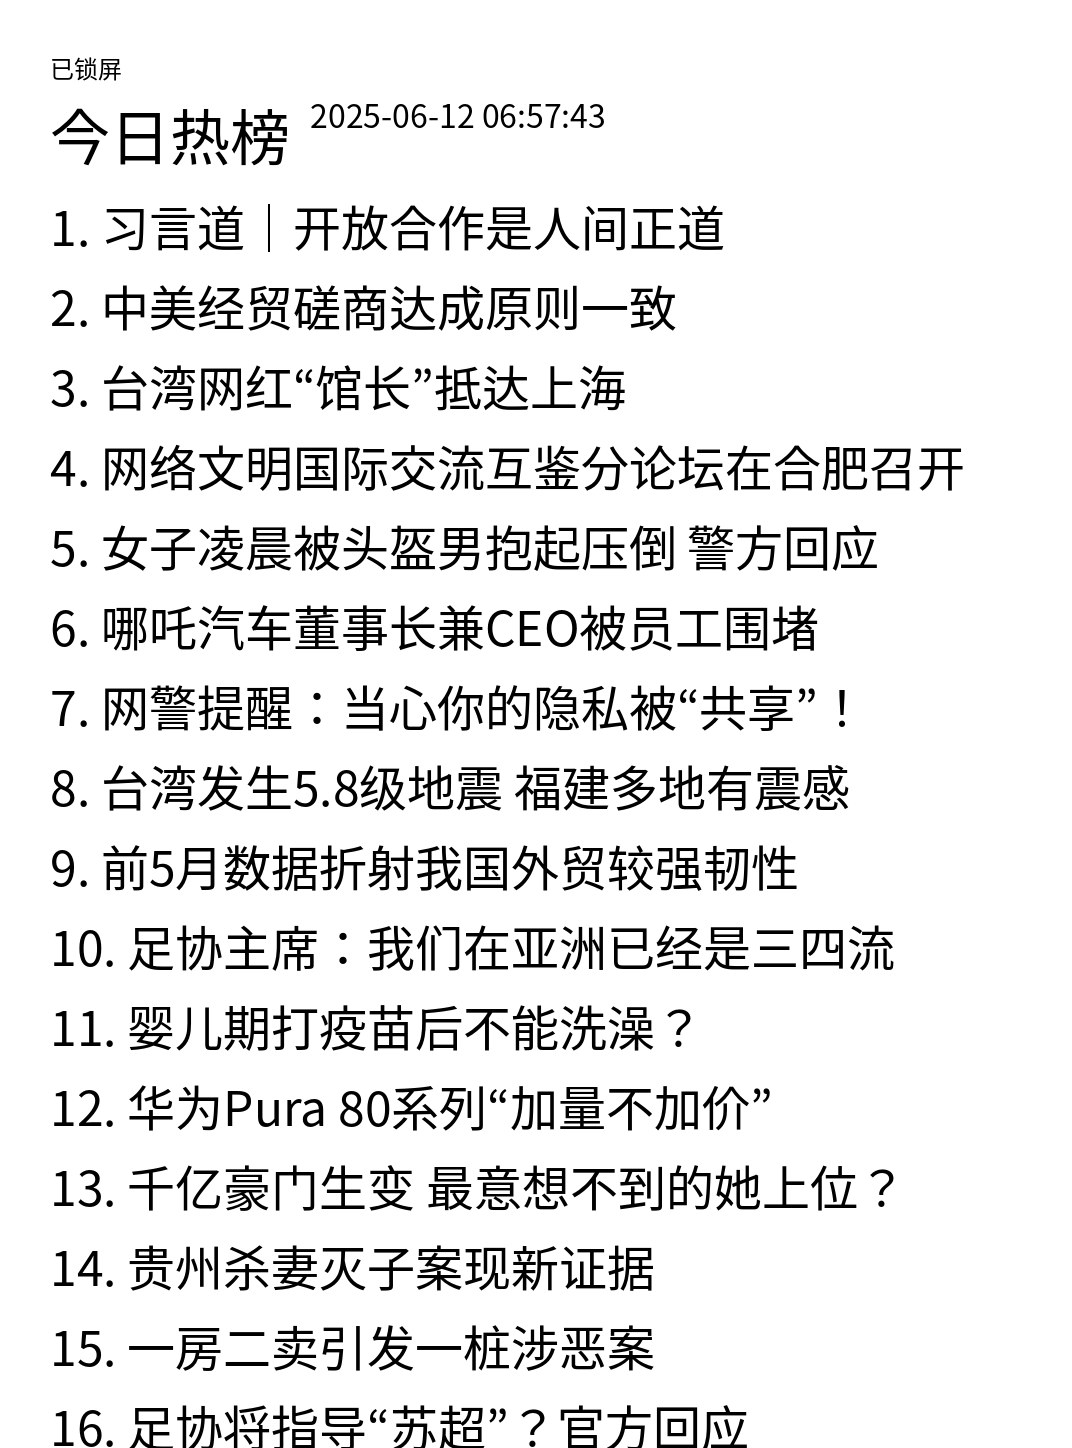 已锁屏
今日热榜 2025-06-12 06:57:43
1. 习言道｜开放合作是人间正道
2. 中美经贸磋商达成原则一致
3. 台湾网红“馆长”抵达上海
4. 网络文明国际交流互鉴分论坛在合肥召开
5. 女子凌晨被头盔男抱起压倒 警方回应
6. 哪吒汽车董事长兼CEO被员工围堵
7. 网警提醒：当心你的隐私被“共享”！
8. 台湾发生5.8级地震 福建多地有震感
9. 前5月数据折射我国外贸较强韧性
10. 足协主席：我们在亚洲已经是三四流
11. 婴儿期打疫苗后不能洗澡？
12. 华为Pura 80系列“加量不加价”
13. 千亿豪门生变 最意想不到的她上位？
14. 贵州杀妻灭子案现新证据
15. 一房二卖引发一桩涉恶案
16. 足协将指导“苏超”？官方回应